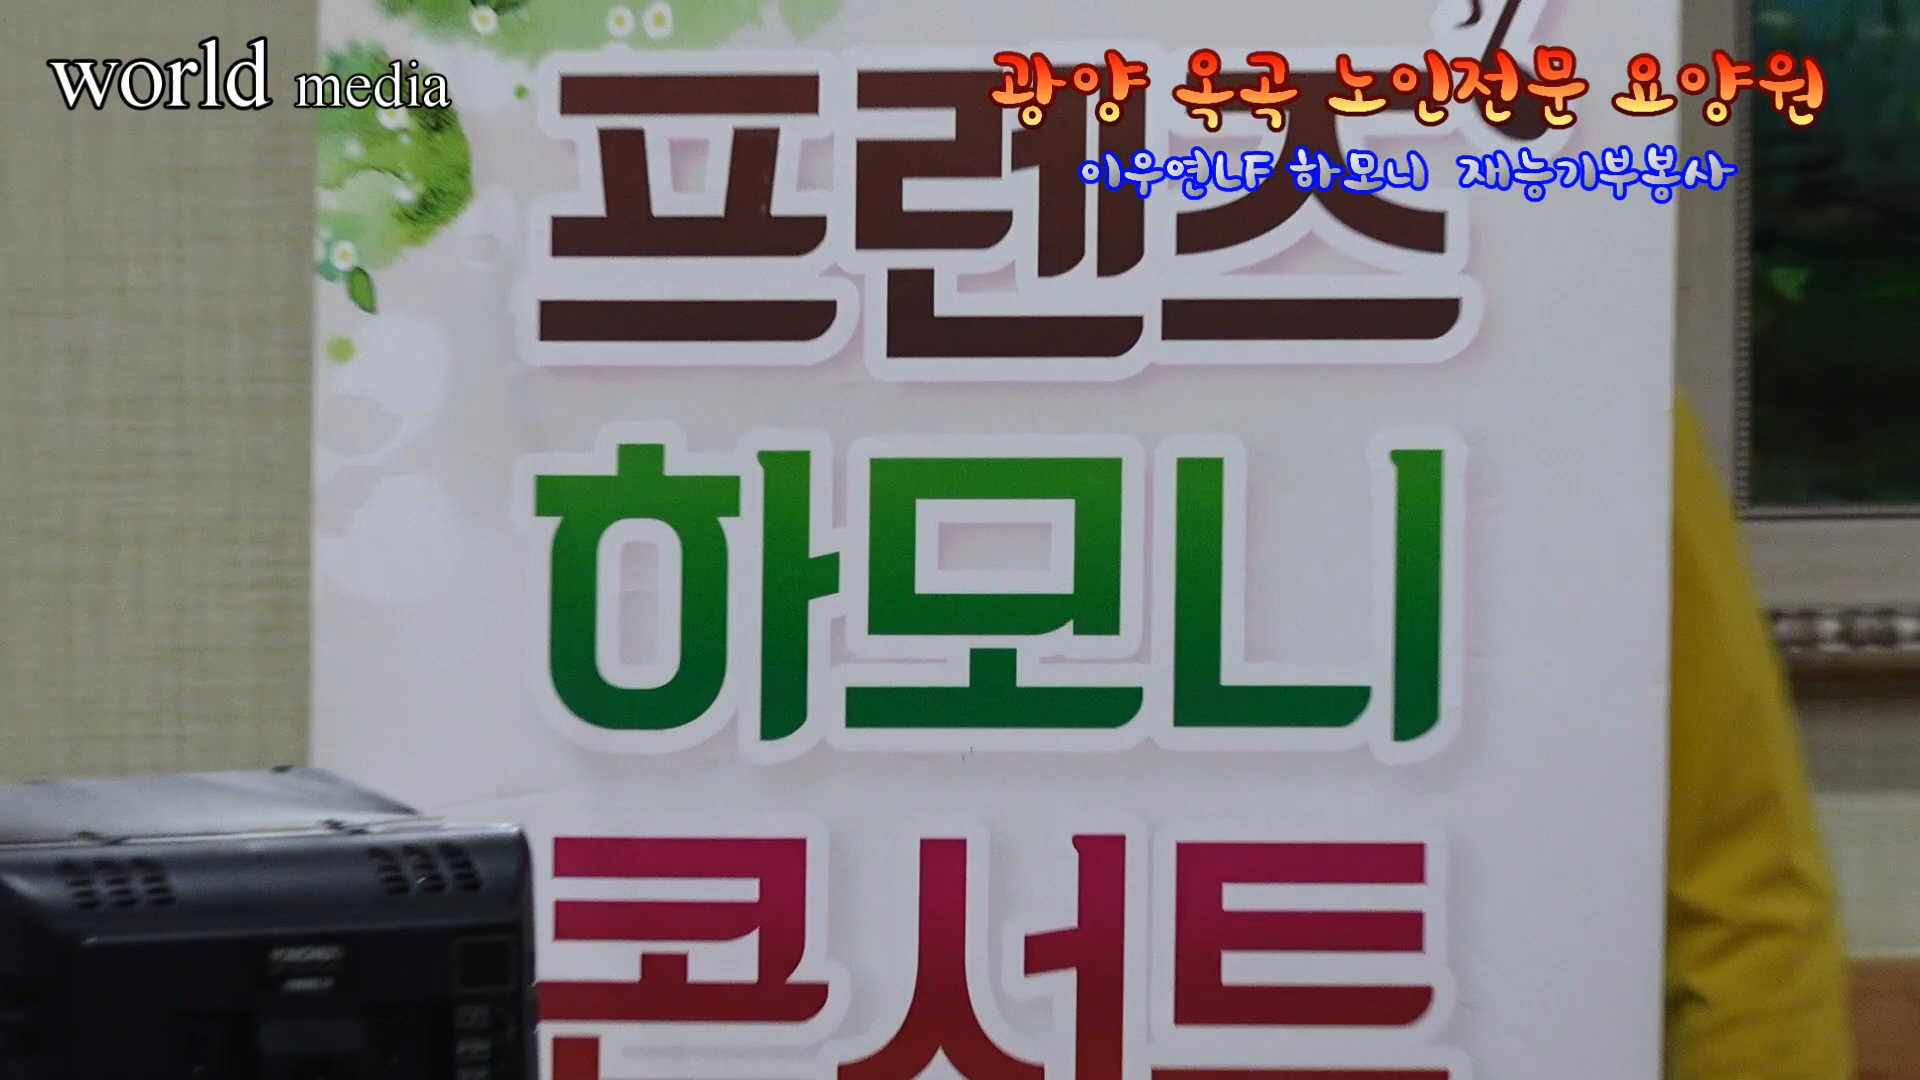 world media
광양 옥곡 노인전문 요양원
이우연LF 하모니 재능기부봉사
프렌즈
하모니
콘서트